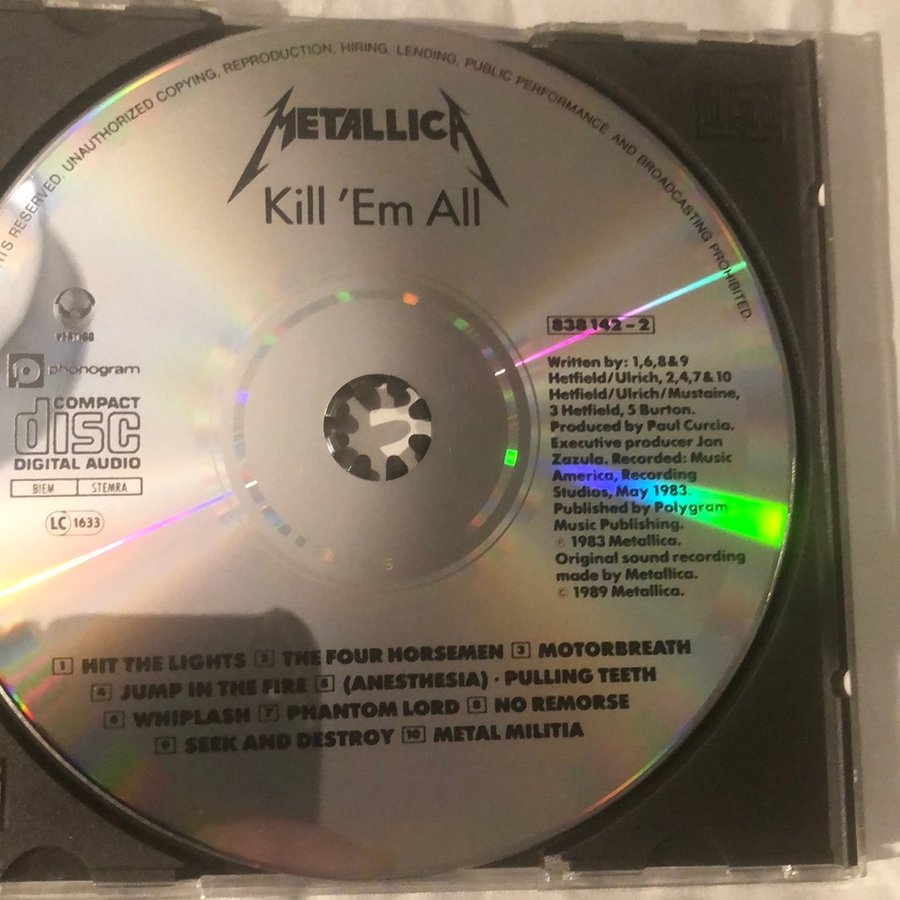 TS RESERVED. UNAUTHORIZED COPYING, REPRODUCTION, HIRING, LENDING, PUBLIC PERFORMANCE AND BROADCASTING PROHIBITED.
METALLICA
Kill 'Em All
VERTIGO
phonogram
COMPACT
disc
DIGITAL AUDIO
BIEM STEMRA
LC 1633
838 142-2
Written by: 1,6,8&9
Hetfield/Ulrich, 2,4,7&10
Hetfield/Ulrich/Mustaine,
3 Hetfield, 5 Burton.
Produced by Paul Curcio.
Executive producer Jon
Zazula. Recorded: Music
America, Recording
Studios, May 1983.
Published by Polygram
Music Publishing.
℗ 1983 Metallica.
Original sound recording
made by Metallica.
© 1989 Metallica.
1 HIT THE LIGHTS 2 THE FOUR HORSEMEN 3 MOTORBREATH
4 JUMP IN THE FIRE 5 (ANESTHESIA) · PULLING TEETH
6 WHIPLASH 7 PHANTOM LORD 8 NO REMORSE
9 SEEK AND DESTROY 10 METAL MILITIA